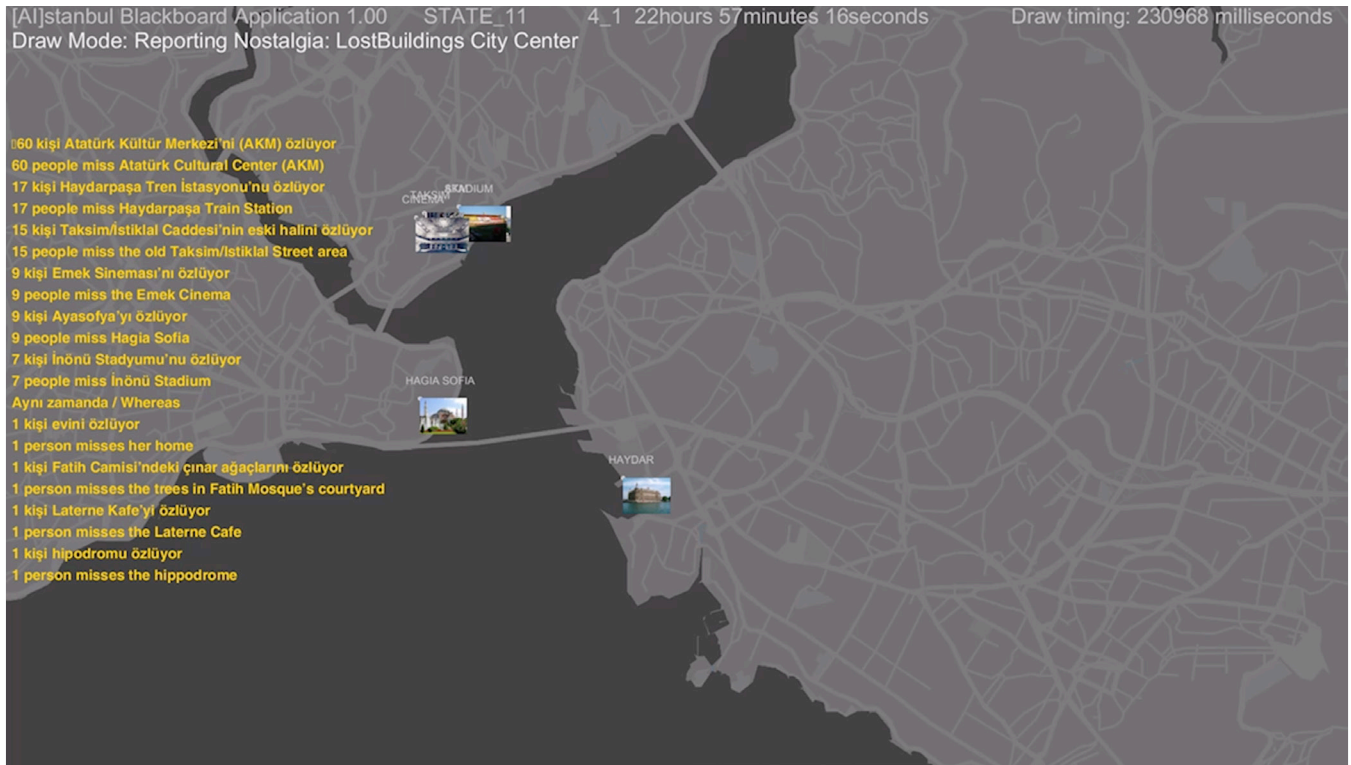 [AI]stanbul Blackboard Application 1.00 STATE_11 4_1 22hours 57minutes 16seconds Draw timing: 230968 milliseconds
Draw Mode: Reporting Nostalgia: LostBuildings City Center
60 kişi Atatürk Kültür Merkezi'ni (AKM) özlüyor
60 people miss Atatürk Cultural Center (AKM)
17 kişi Haydarpaşa Tren İstasyonu'nu özlüyor
17 people miss Haydarpaşa Train Station
15 kişi Taksim/İstiklal Caddesi'nin eski halini özlüyor
15 people miss the old Taksim/Istiklal Street area
9 kişi Emek Sineması'nı özlüyor
9 people miss the Emek Cinema
9 kişi Ayasofya'yı özlüyor
9 people miss Hagia Sofia
7 kişi İnönü Stadyumu'nu özlüyor
7 people miss İnönü Stadium
Aynı zamanda / Whereas
1 kişi evini özlüyor
1 person misses her home
1 kişi Fatih Camisi'ndeki çınar ağaçlarını özlüyor
1 person misses the trees in Fatih Mosque's courtyard
1 kişi Laterne Kafe'yi özlüyor
1 person misses the Laterne Cafe
1 kişi hipodromu özlüyor
1 person misses the hippodrome
TAKSIM
STADIUM
CINEMA
HAGIA SOFIA
HAYDAR